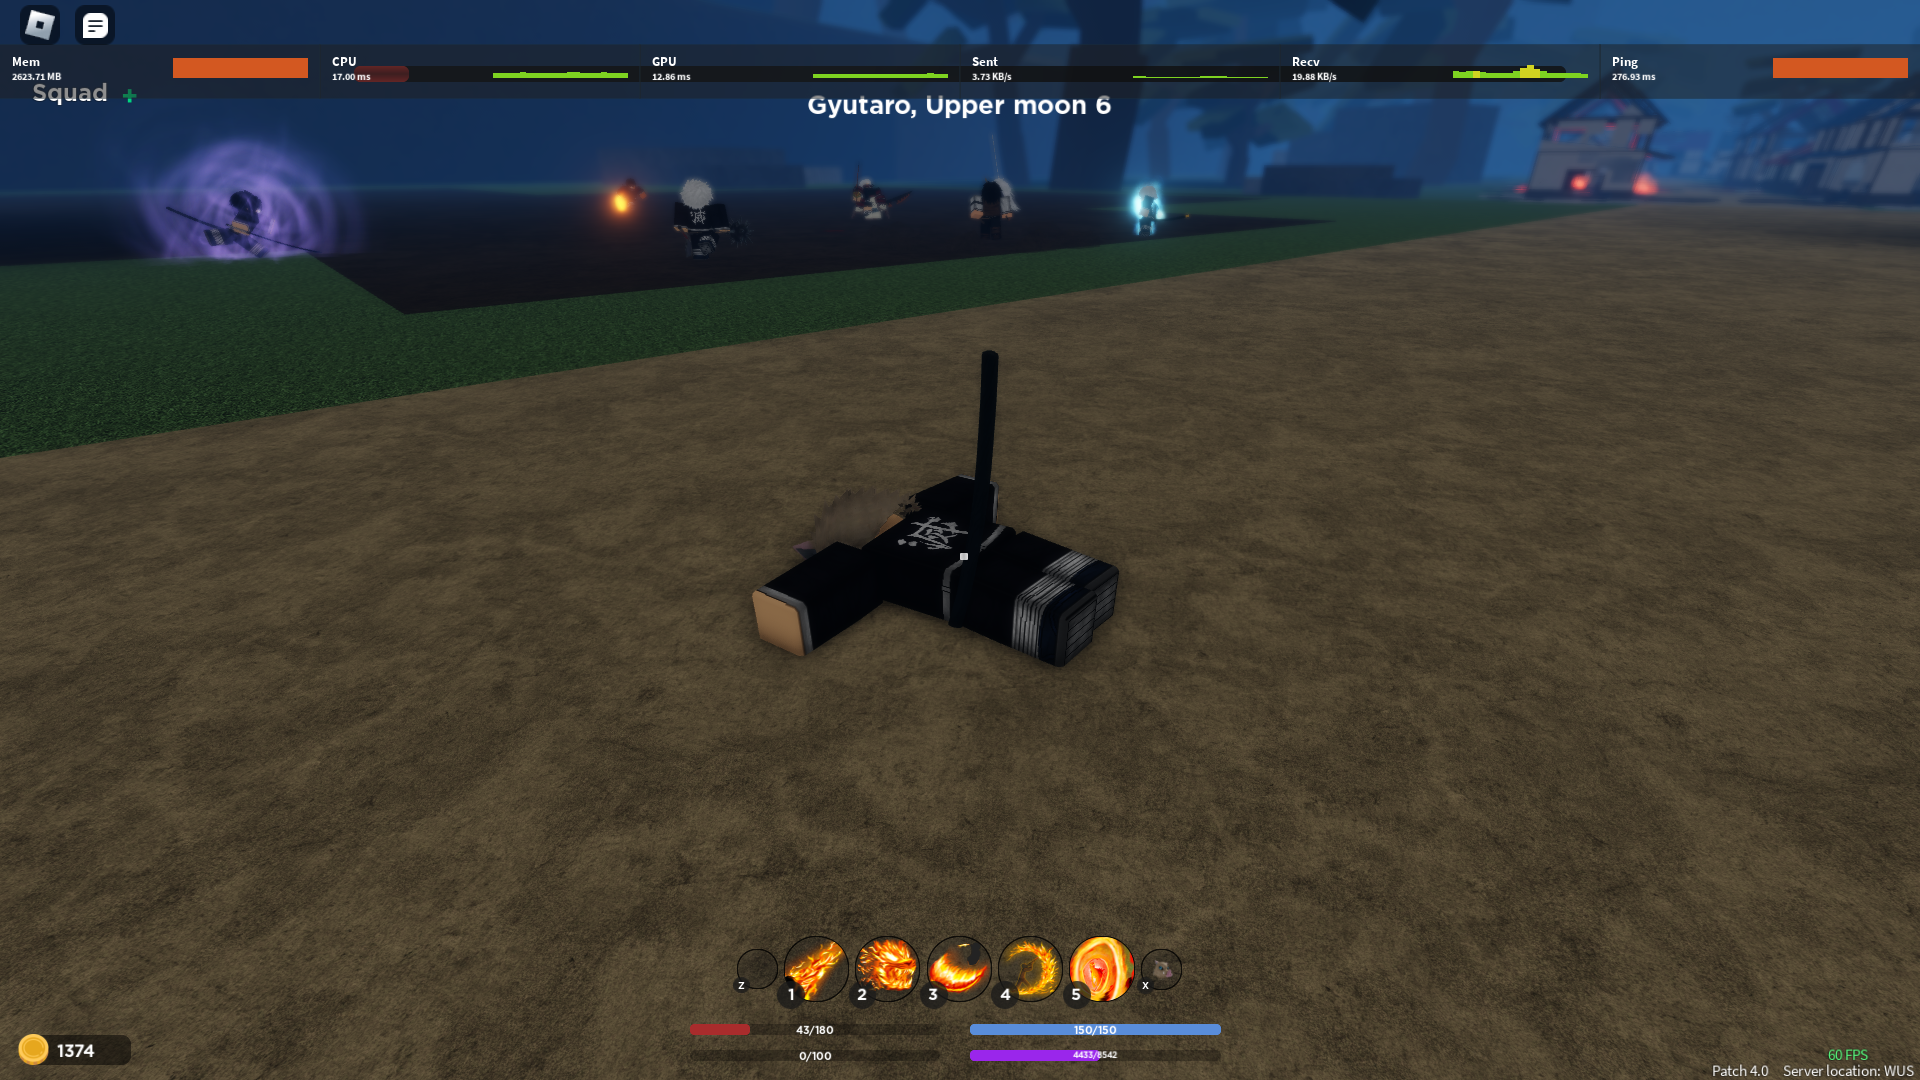 Mem
2623.71 MB
CPU
17.00 ms
GPU
12.86 ms
Sent
3.73 KB/s
Recv
19.88 KB/s
Ping
276.93 ms
Squad +
Gyutaro, Upper moon 6
Z
1
2
3
4
5
X
43/180
150/150
0/100
4433/8542
1374
60 FPS
Patch 4.0 Server location: WUS